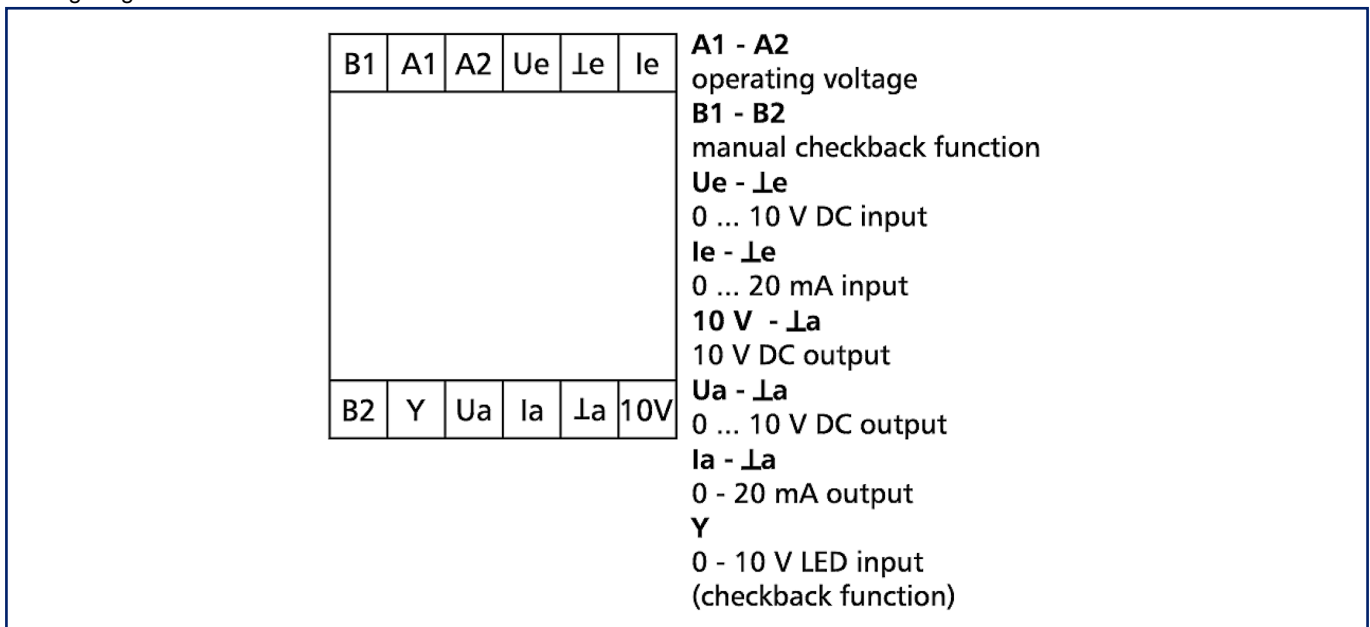 B1 A1 A2 Ue ⊥e Ie
A1 - A2
operating voltage
B1 - B2
manual checkback function
Ue - ⊥e
0 ... 10 V DC input
Ie - ⊥e
0 ... 20 mA input
10 V - ⊥a
10 V DC output
Ua - ⊥a
0 ... 10 V DC output
Ia - ⊥a
0 - 20 mA output
Y
0 - 10 V LED input
(checkback function)
B2 Y Ua Ia ⊥a 10V